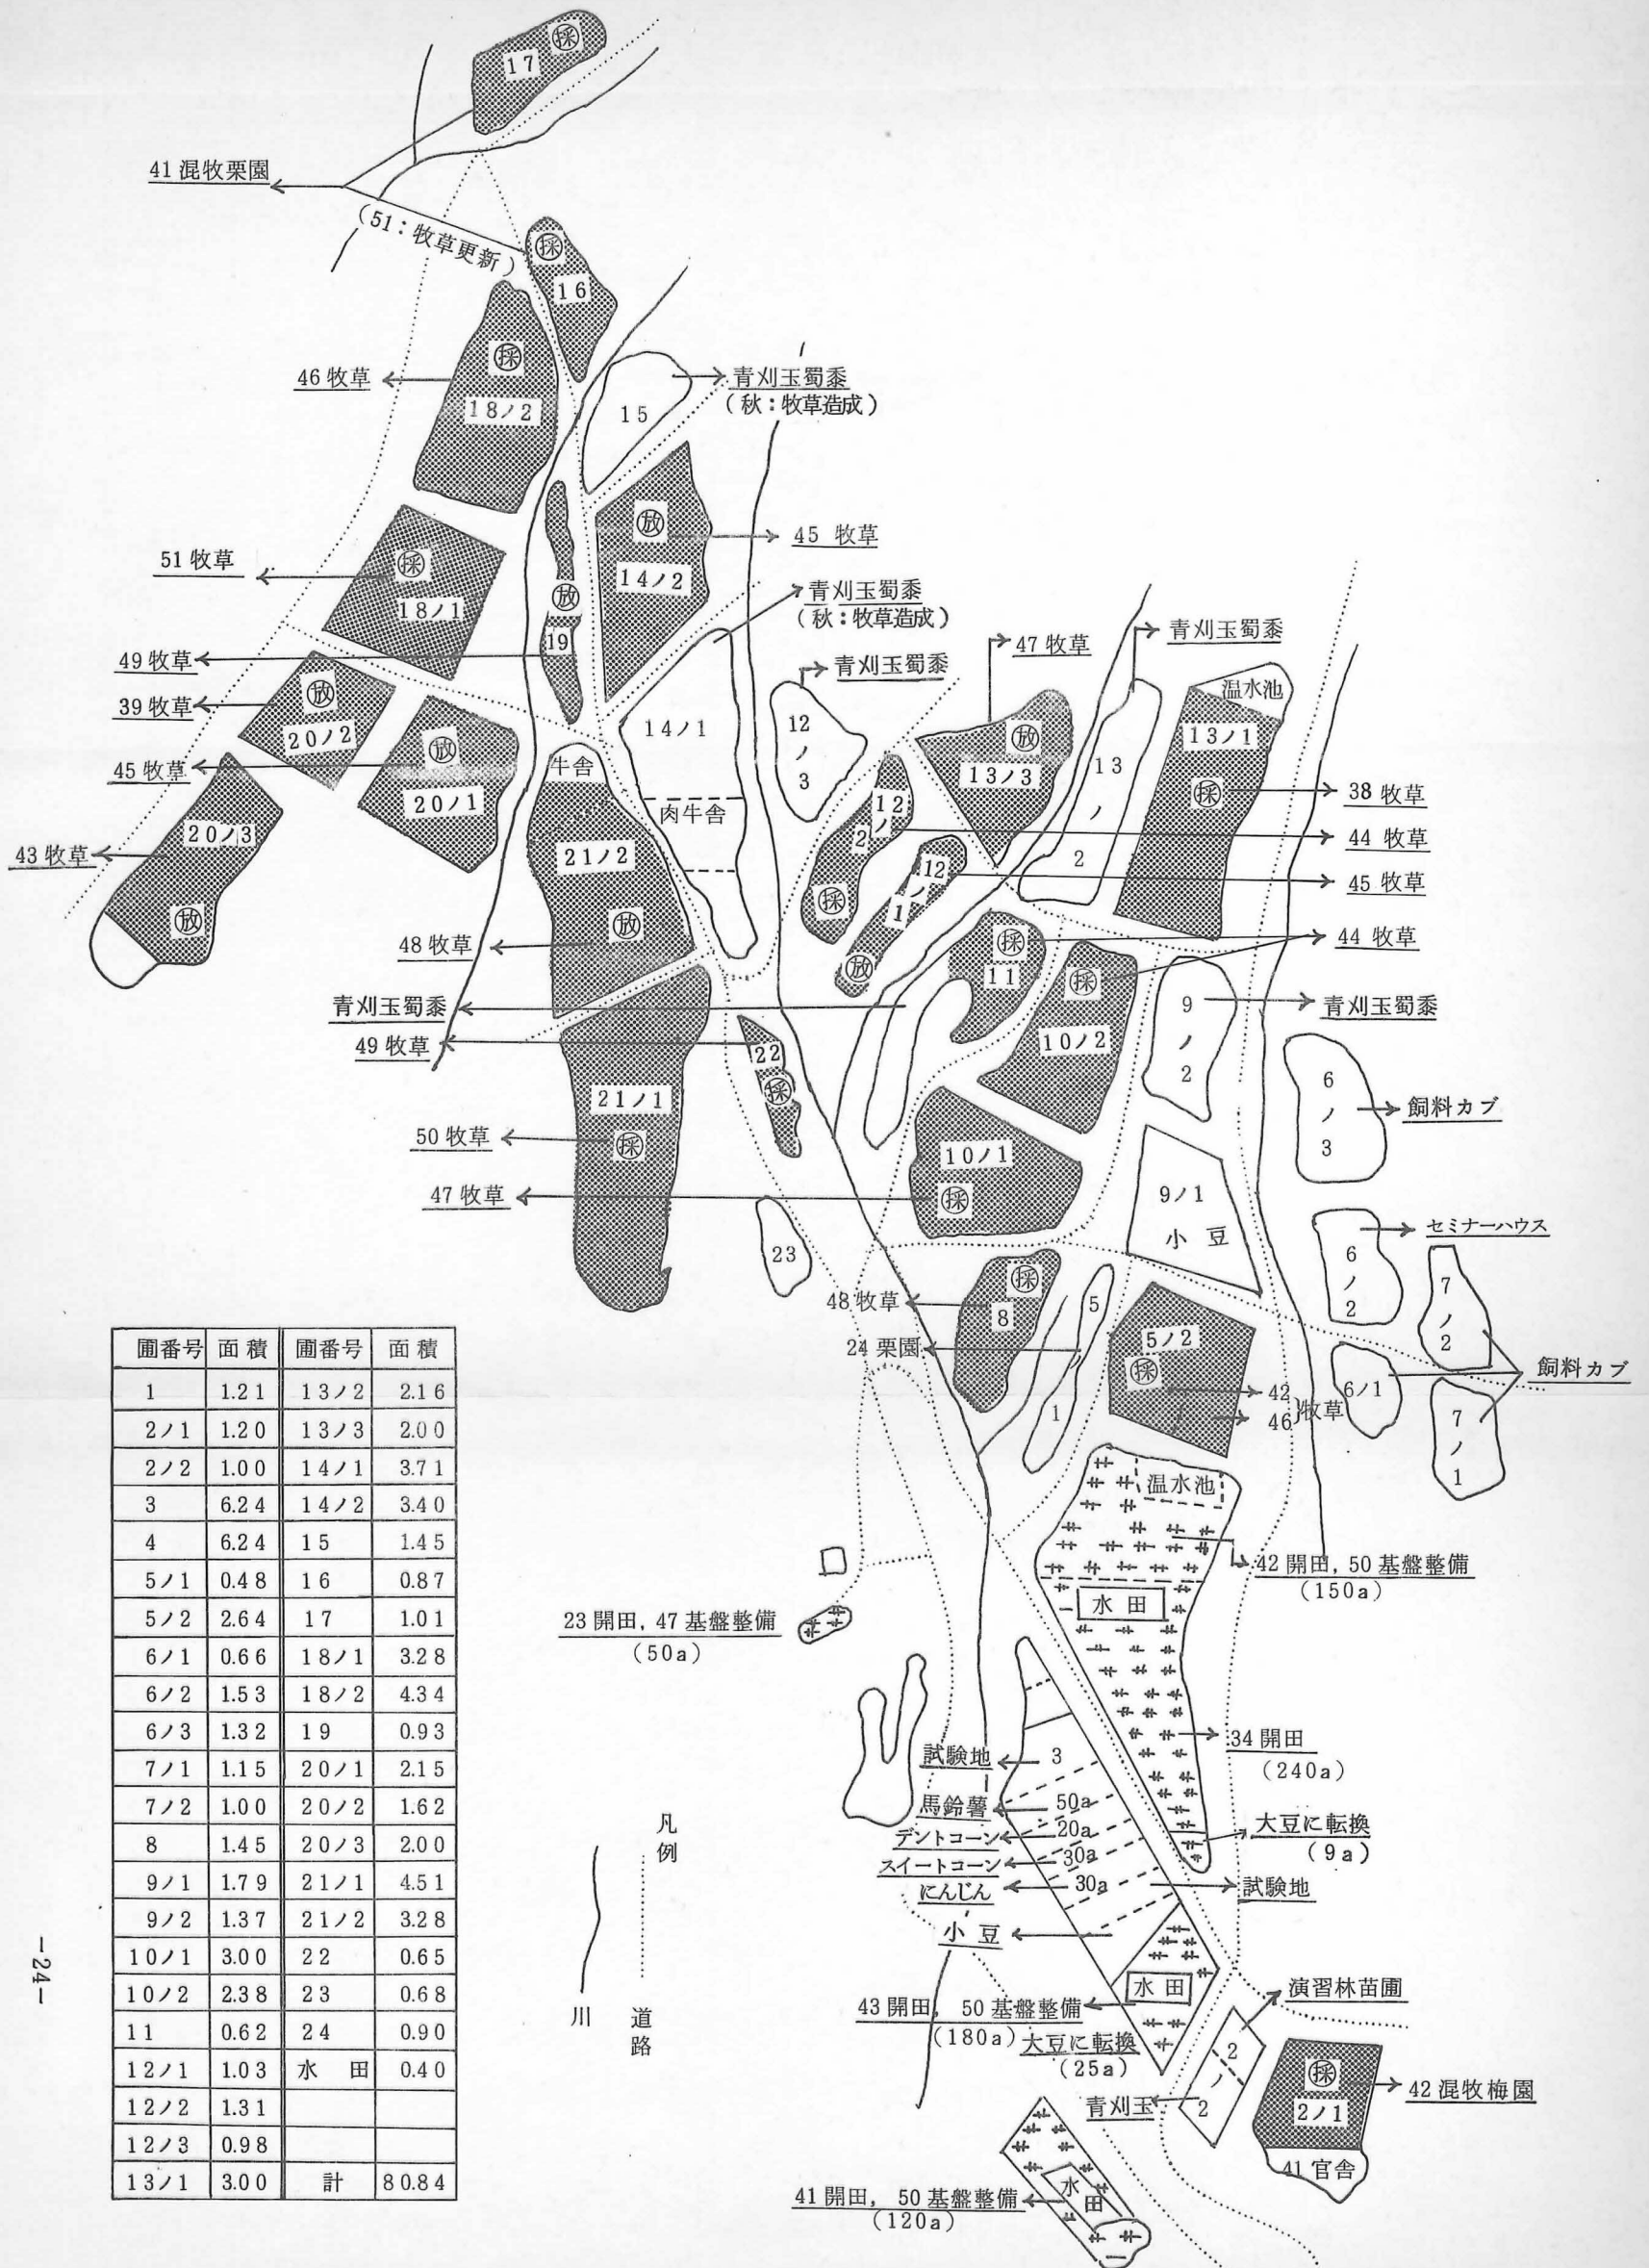 採
17
41 混牧栗園
(51：牧草更新)
採
16
採
46 牧草
18ノ2
青刈玉蜀黍
(秋：牧草造成)
15
放
45 牧草
14ノ2
51 牧草
採
18ノ1
放
19
青刈玉蜀黍
(秋：牧草造成)
青刈玉蜀黍
47 牧草
青刈玉蜀黍
49 牧草
39 牧草
放
20ノ2
45 牧草
放
20ノ1
14ノ1
12ノ3
放
13ノ3
13ノ2
温水池
13ノ1
採
38 牧草
牛舎
肉牛舎
43 牧草
20ノ3
放
21ノ2
放
12ノ2
採
44 牧草
12ノ1
放
45 牧草
48 牧草
採
11
採
44 牧草
青刈玉蜀黍
9ノ2
青刈玉蜀黍
49 牧草
22
採
10ノ2
6ノ3
飼料カブ
21ノ1
採
50 牧草
47 牧草
10ノ1
採
9ノ1
小豆
23
セミナーハウス
6ノ2
7ノ2
48 牧草
採
8
24 栗園
5ノ1
5ノ2
採
42
46
}牧草
6ノ1
飼料カブ
7ノ1
温水池
42 開田, 50 基盤整備
(150a)
水田
23 開田, 47 基盤整備
(50a)
34 開田
(240a)
試験地
3
馬鈴薯
50a
デントコーン
20a
スイートコーン
30a
にんじん
30a
小豆
大豆に転換
(9a)
試験地
水田
43 開田, 50 基盤整備
(180a)
大豆に転換
(25a)
演習林苗圃
2ノ2
青刈玉
採
2ノ1
42 混牧梅園
41 官舎
41 開田, 50 基盤整備
(120a)
水田
圃番号 面積 圃番号 面積
1 1.21 13ノ2 2.16
2ノ1 1.20 13ノ3 2.00
2ノ2 1.00 14ノ1 3.71
3 6.24 14ノ2 3.40
4 6.24 15 1.45
5ノ1 0.48 16 0.87
5ノ2 2.64 17 1.01
6ノ1 0.66 18ノ1 3.28
6ノ2 1.53 18ノ2 4.34
6ノ3 1.32 19 0.93
7ノ1 1.15 20ノ1 2.15
7ノ2 1.00 20ノ2 1.62
8 1.45 20ノ3 2.00
9ノ1 1.79 21ノ1 4.51
9ノ2 1.37 21ノ2 3.28
10ノ1 3.00 22 0.65
10ノ2 2.38 23 0.68
11 0.62 24 0.90
12ノ1 1.03 水田 0.40
12ノ2 1.31
12ノ3 0.98
13ノ1 3.00 計 80.84
凡例
川
道路
－24－